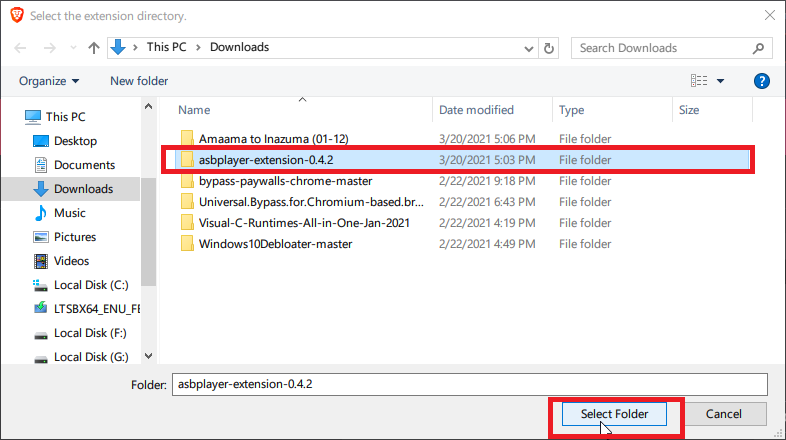 Select the extension directory.
This PC > Downloads
Search Downloads
Organize New folder
Name Date modified Type Size
This PC
Desktop
Documents
Downloads
Music
Pictures
Videos
Local Disk (C:)
LTSBX64_ENU_FE
Local Disk (F:)
Local Disk (G:)
Amaama to Inazuma (01-12) 3/20/2021 5:06 PM File folder
asbplayer-extension-0.4.2 3/20/2021 5:03 PM File folder
bypass-paywalls-chrome-master 2/22/2021 9:18 PM File folder
Universal.Bypass.for.Chromium-based.br... 2/22/2021 6:43 PM File folder
Visual-C-Runtimes-All-in-One-Jan-2021 2/22/2021 4:19 PM File folder
Windows10Debloater-master 2/22/2021 4:49 PM File folder
Folder: asbplayer-extension-0.4.2
Select Folder Cancel